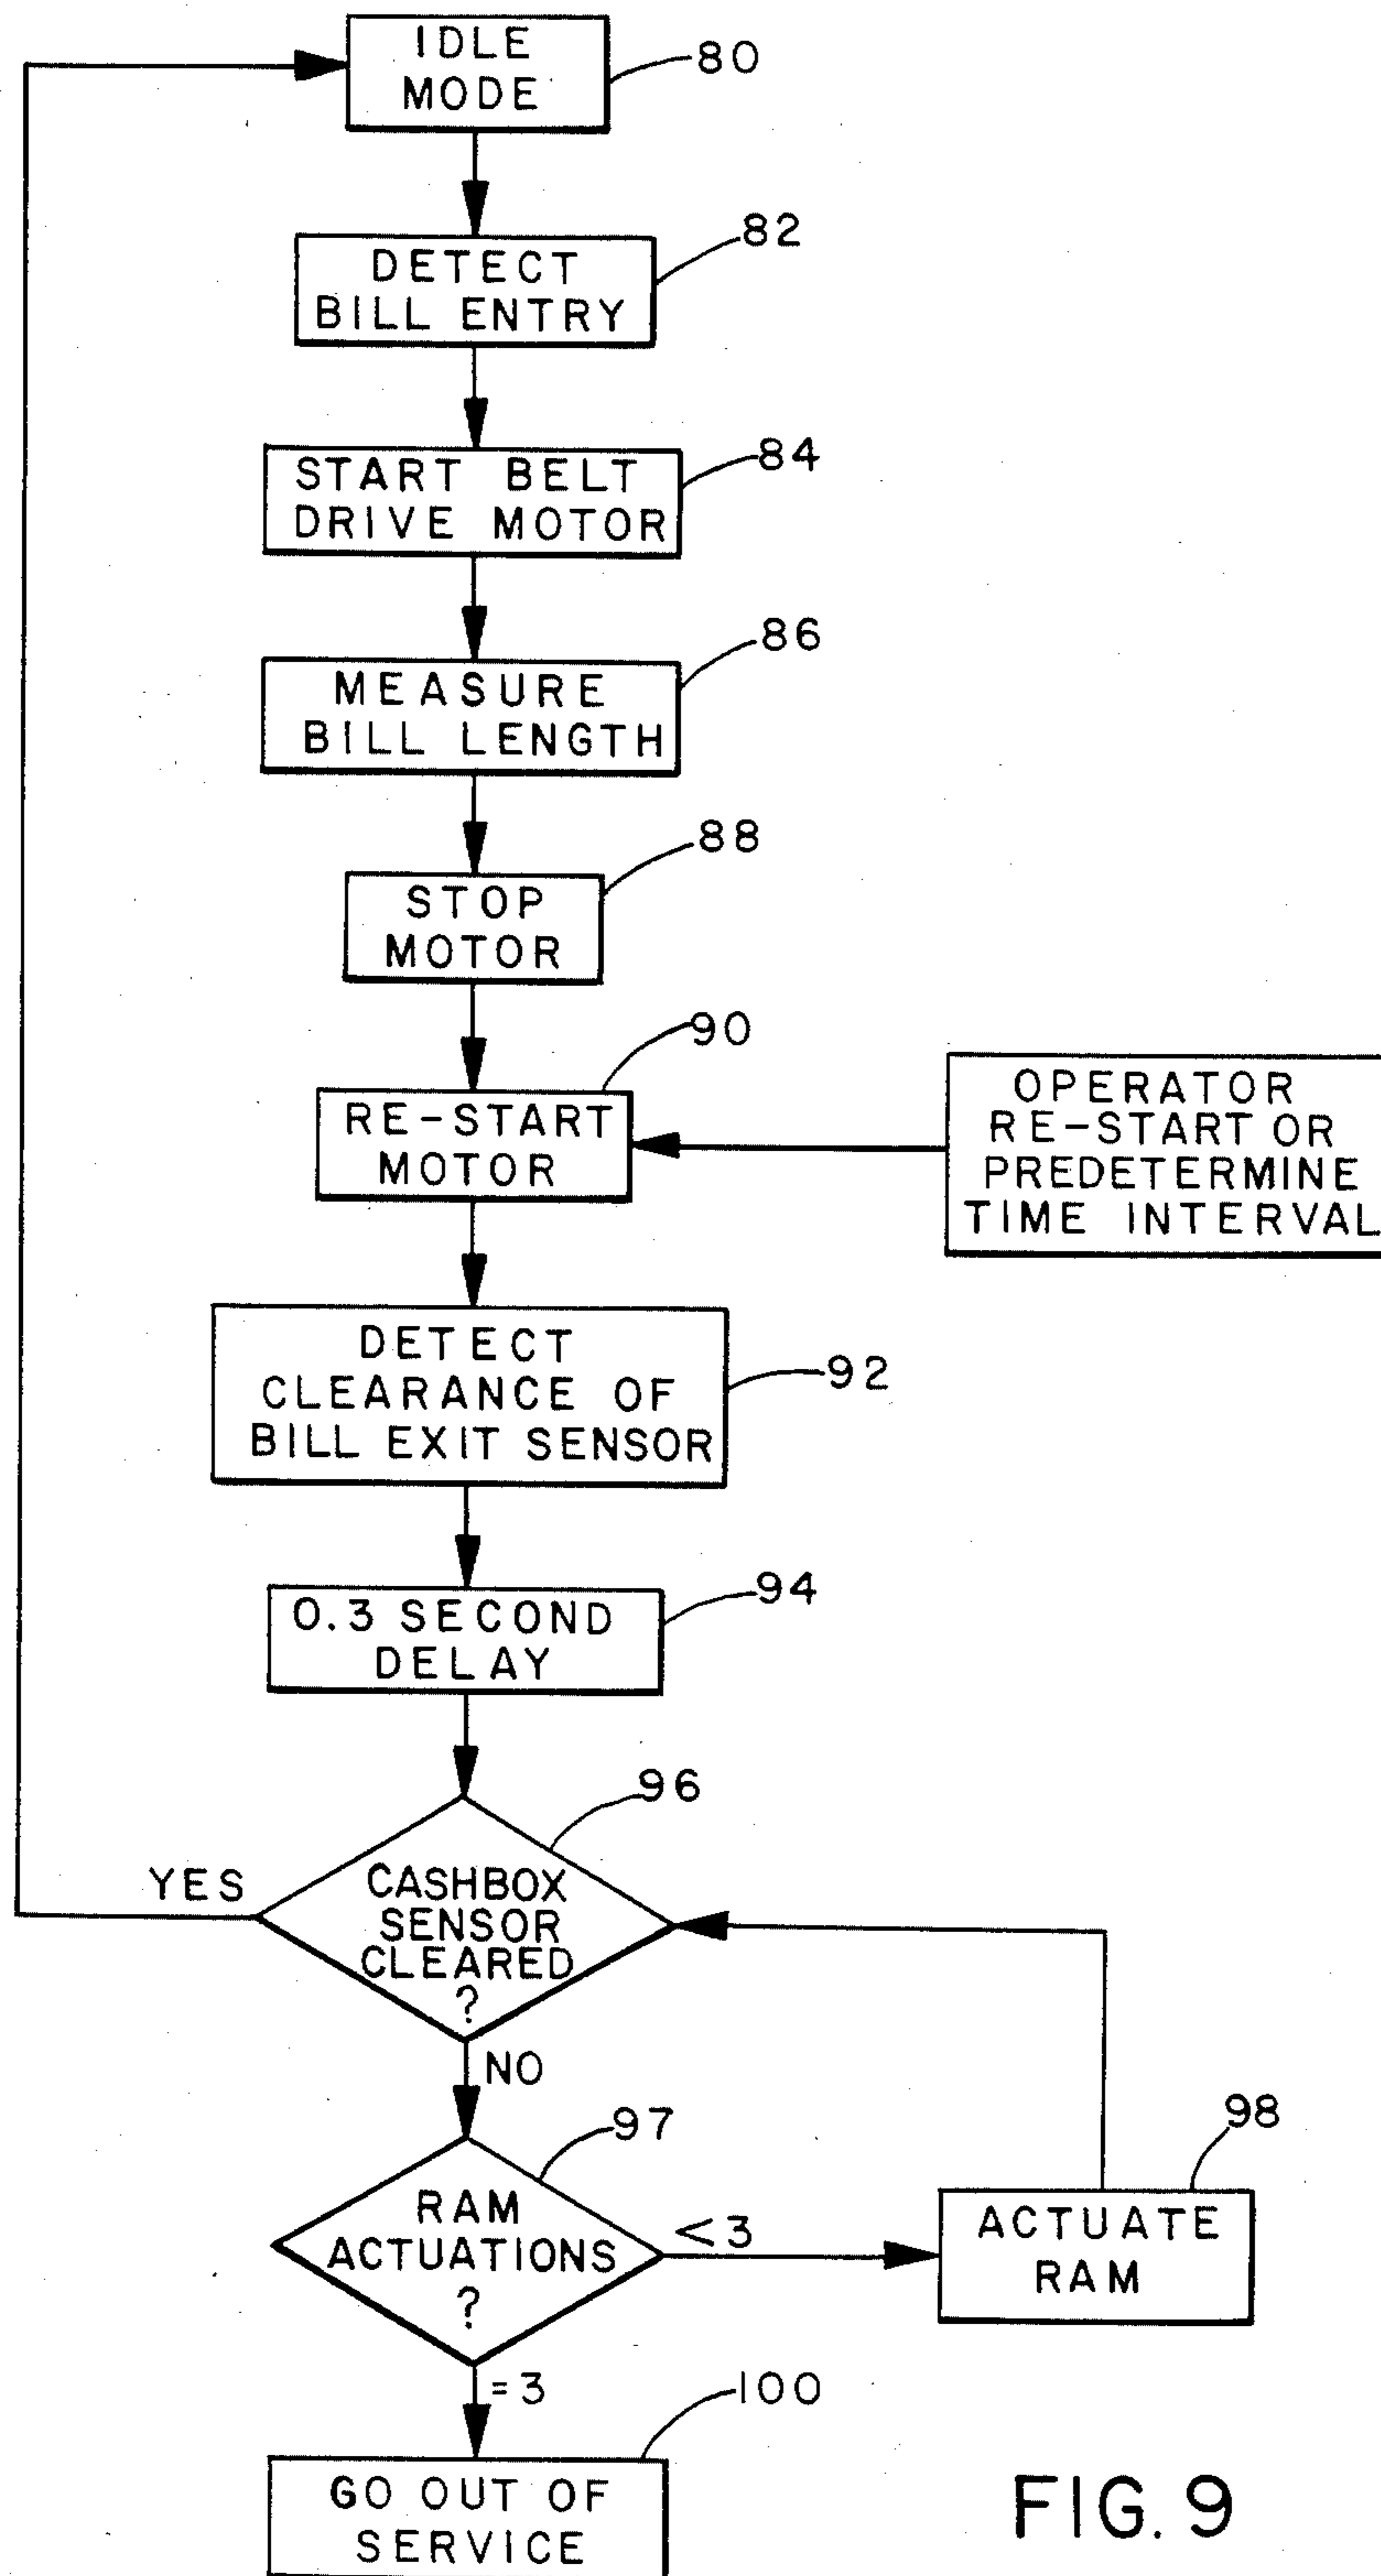 IDLE
MODE
80
DETECT
BILL ENTRY
82
START BELT
DRIVE MOTOR
84
MEASURE
BILL LENGTH
86
STOP
MOTOR
88
RE-START
MOTOR
90
OPERATOR
RE-START OR
PREDETERMINE
TIME INTERVAL
DETECT
CLEARANCE OF
BILL EXIT SENSOR
92
0.3 SECOND
DELAY
94
CASHBOX
SENSOR
CLEARED
?
96
YES
NO
RAM
ACTUATIONS
?
97
<3
ACTUATE
RAM
98
=3
GO OUT OF
SERVICE
100
FIG. 9